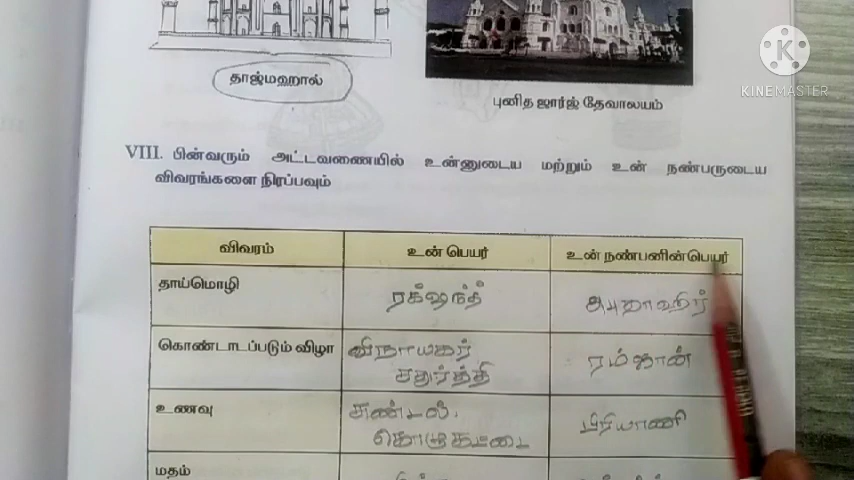 தாஜ்மஹால்
K
KINEMASTER
புனித ஜார்ஜ் தேவாலயம்
VIII. பின்வரும் அட்டவணையில் உன்னுடைய மற்றும் உன் நண்பருடைய
விவரங்களை நிரப்பவும்
விவரம் உன் பெயர் உன் நண்பனின் பெயர்
தாய்மொழி ரக்ஷந்த்
கொண்டாடப்படும் விழா விநாயகர் சதுர்த்தி ரம்ஜான்
உணவு சுண்டல், கொழுகட்டை பிரியாணி
மதம்